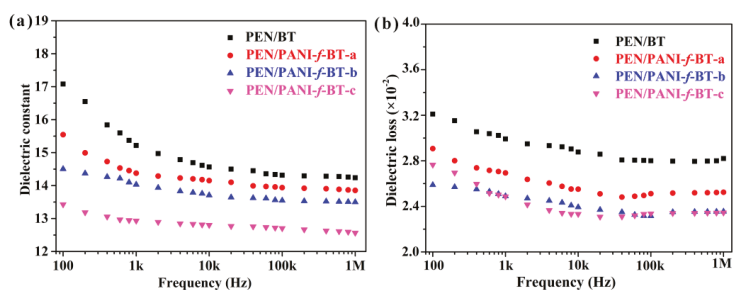 (a)
19
18
17
16
15
14
13
12
Dielectric constant
PEN/BT
PEN/PANI-f-BT-a
PEN/PANI-f-BT-b
PEN/PANI-f-BT-c
100
1k
10k
100k
1M
Frequency (Hz)
(b)
4.0
3.6
3.2
2.8
2.4
2.0
Dielectric loss (×10⁻²)
PEN/BT
PEN/PANI-f-BT-a
PEN/PANI-f-BT-b
PEN/PANI-f-BT-c
100
1k
10k
100k
1M
Frequency (Hz)